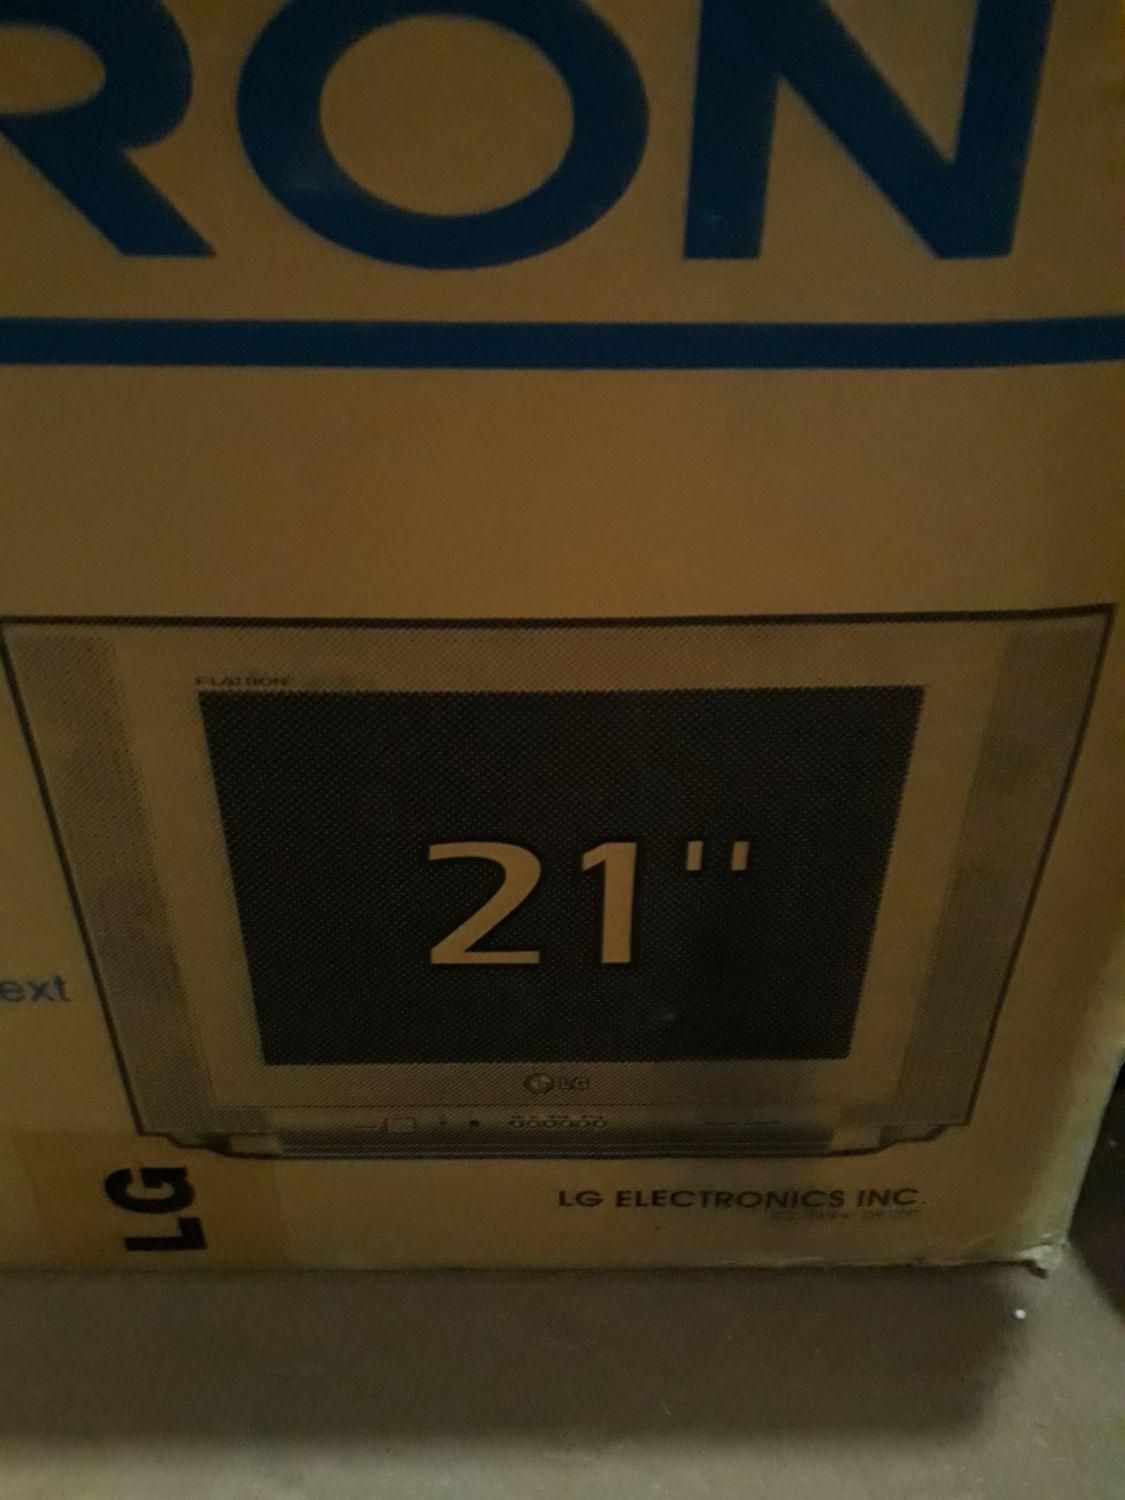 RON
FLATRON
21"
ext
LG
LG
LG ELECTRONICS INC.